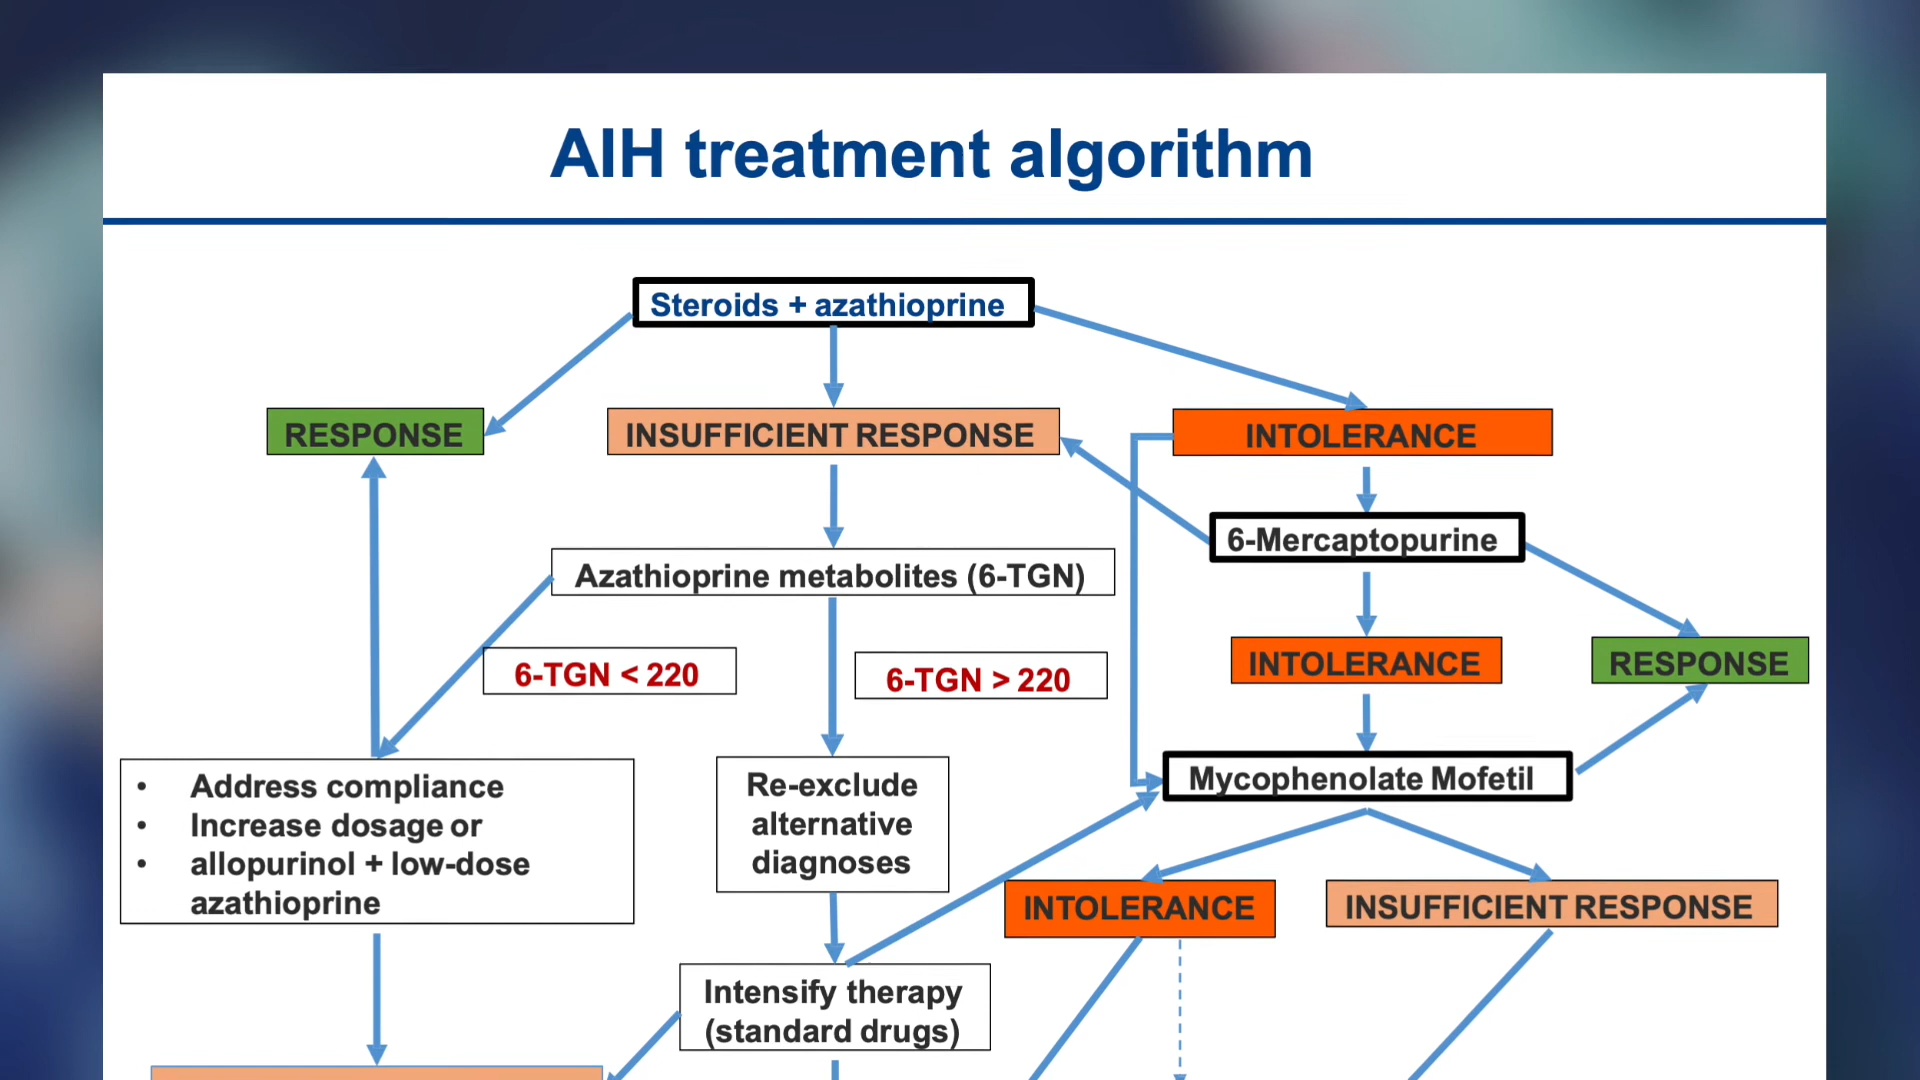 AIH treatment algorithm
Steroids + azathioprine
RESPONSE
INSUFFICIENT RESPONSE
INTOLERANCE
6-Mercaptopurine
Azathioprine metabolites (6-TGN)
6-TGN < 220
6-TGN > 220
INTOLERANCE
RESPONSE
• Address compliance
• Increase dosage or
• allopurinol + low-dose
azathioprine
Re-exclude
alternative
diagnoses
Mycophenolate Mofetil
INTOLERANCE
INSUFFICIENT RESPONSE
Intensify therapy
(standard drugs)